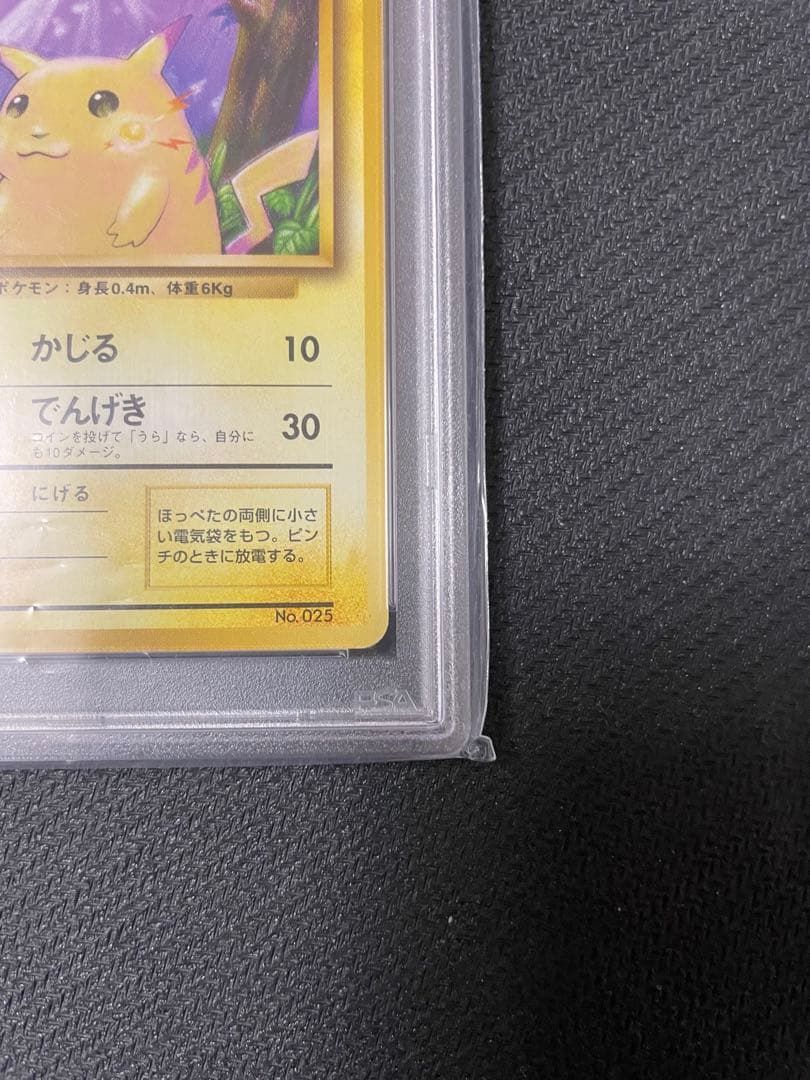 ポケモン：身長0.4m、体重6Kg
かじる 10
でんげき 30
コインを投げて「うら」なら、自分に
も10ダメージ。
にげる
ほっぺたの両側に小さ
い電気袋をもつ。ピン
チのときに放電する。
No. 025
PSA